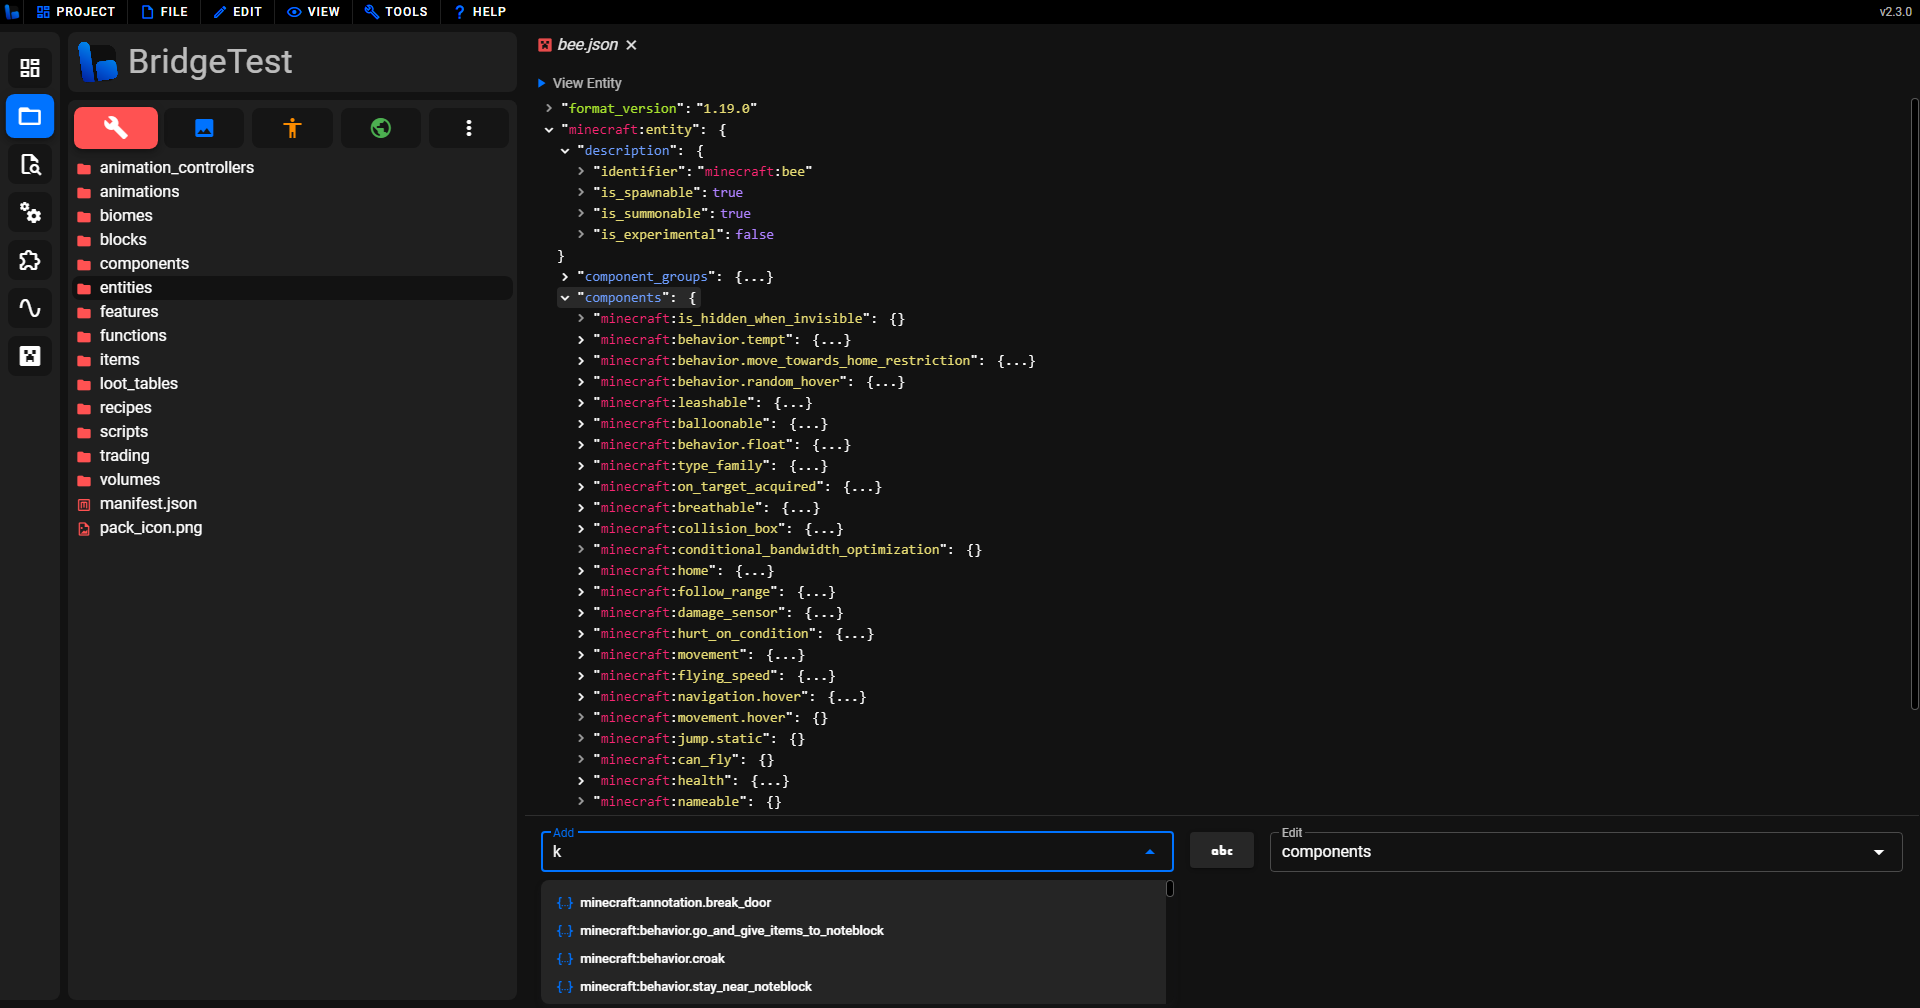 PROJECT FILE EDIT VIEW TOOLS HELP v2.3.0
BridgeTest
animation_controllers
animations
biomes
blocks
components
entities
features
functions
items
loot_tables
recipes
scripts
trading
volumes
manifest.json
pack_icon.png
bee.json
View Entity
"format_version": "1.19.0"
"minecraft:entity": {
"description": {
"identifier": "minecraft:bee"
"is_spawnable": true
"is_summonable": true
"is_experimental": false
}
"component_groups": {...}
"components": {
"minecraft:is_hidden_when_invisible": {}
"minecraft:behavior.tempt": {...}
"minecraft:behavior.move_towards_home_restriction": {...}
"minecraft:behavior.random_hover": {...}
"minecraft:leashable": {...}
"minecraft:balloonable": {...}
"minecraft:behavior.float": {...}
"minecraft:type_family": {...}
"minecraft:on_target_acquired": {...}
"minecraft:breathable": {...}
"minecraft:collision_box": {...}
"minecraft:conditional_bandwidth_optimization": {}
"minecraft:home": {...}
"minecraft:follow_range": {...}
"minecraft:damage_sensor": {...}
"minecraft:hurt_on_condition": {...}
"minecraft:movement": {...}
"minecraft:flying_speed": {...}
"minecraft:navigation.hover": {...}
"minecraft:movement.hover": {}
"minecraft:jump.static": {}
"minecraft:can_fly": {}
"minecraft:health": {...}
"minecraft:nameable": {}
Add
k
abc
Edit
components
{..} minecraft:annotation.break_door
{..} minecraft:behavior.go_and_give_items_to_noteblock
{..} minecraft:behavior.croak
{..} minecraft:behavior.stay_near_noteblock